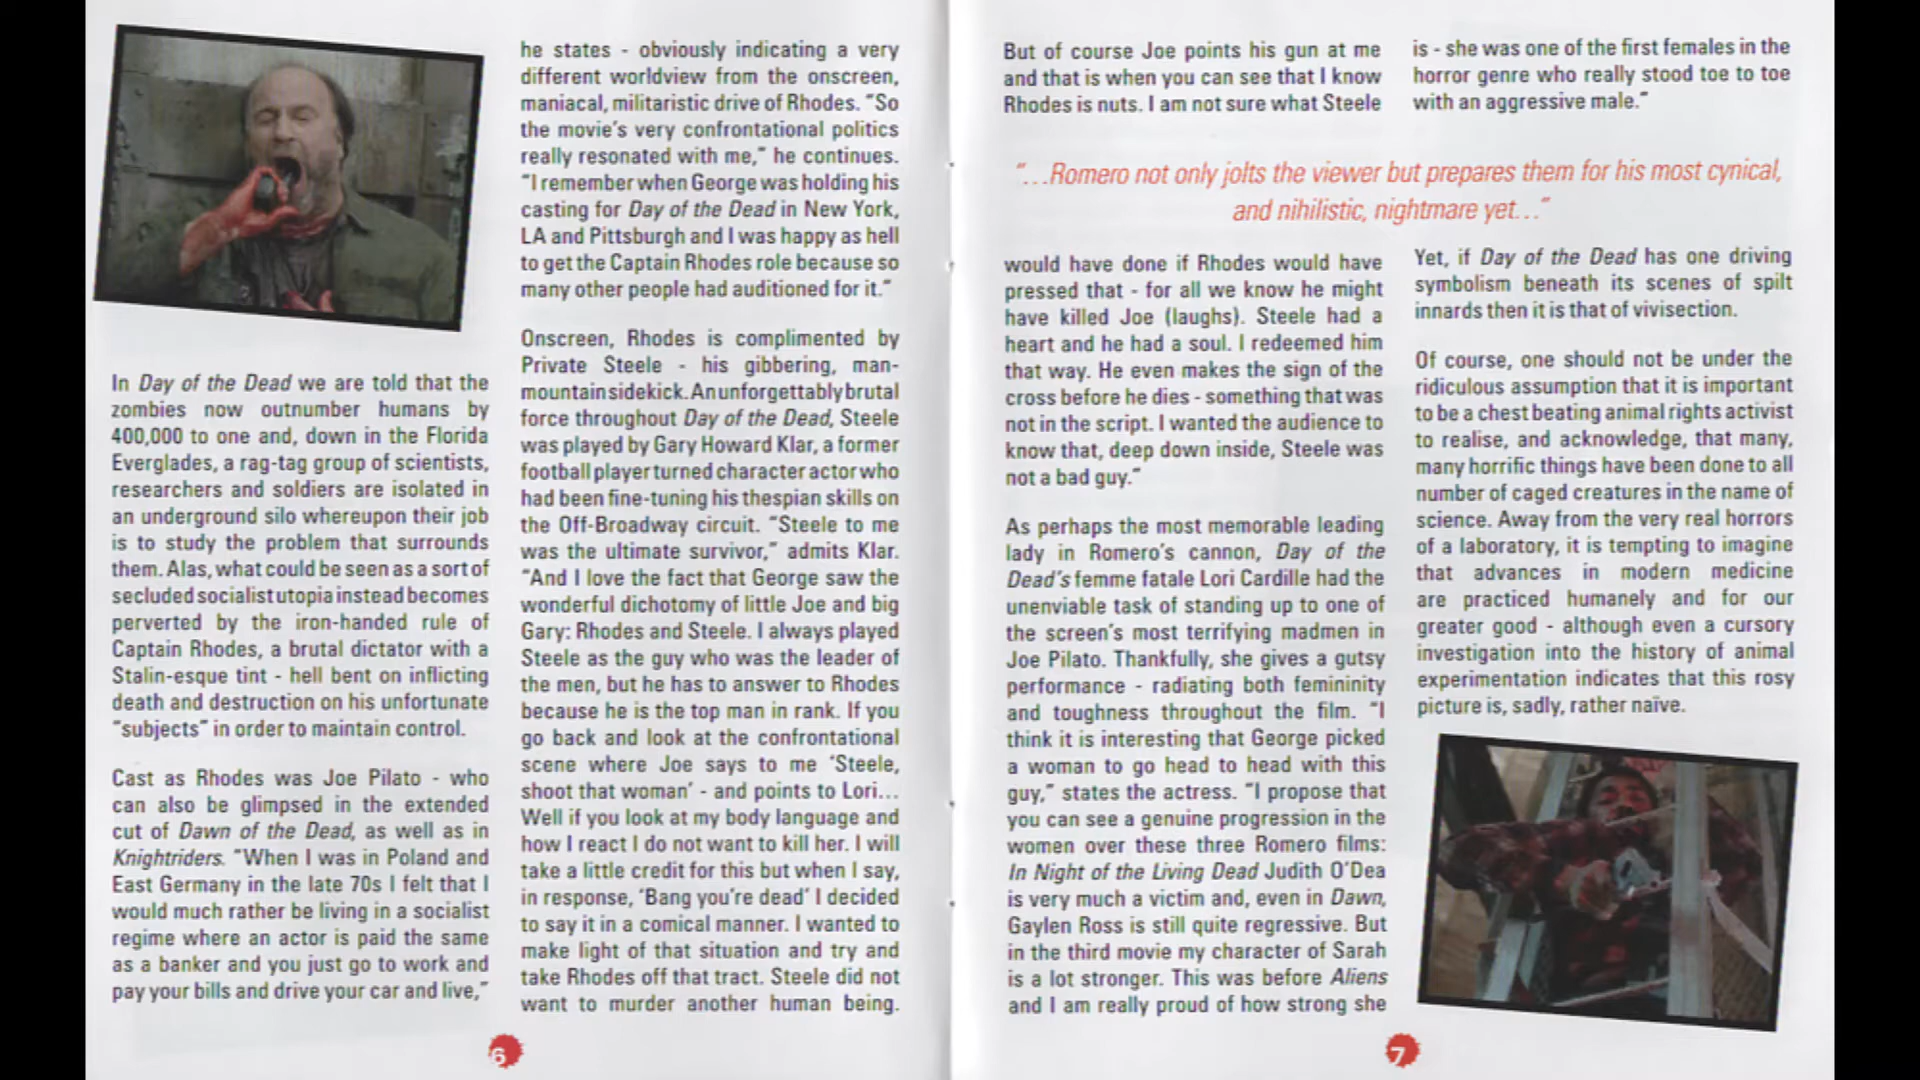 In Day of the Dead we are told that the
zombies now outnumber humans by
400,000 to one and, down in the Florida
Everglades, a rag-tag group of scientists,
researchers and soldiers are isolated in
an underground silo whereupon their job
is to study the problem that surrounds
them. Alas, what could be seen as a sort of
secluded socialist utopia instead becomes
perverted by the iron-handed rule of
Captain Rhodes, a brutal dictator with a
Stalin-esque tint - hell bent on inflicting
death and destruction on his unfortunate
"subjects" in order to maintain control.
Cast as Rhodes was Joe Pilato - who
can also be glimpsed in the extended
cut of Dawn of the Dead, as well as in
Knightriders. "When I was in Poland and
East Germany in the late 70s I felt that I
would much rather be living in a socialist
regime where an actor is paid the same
as a banker and you just go to work and
pay your bills and drive your car and live,"
he states - obviously indicating a very
different worldview from the onscreen,
maniacal, militaristic drive of Rhodes. "So
the movie's very confrontational politics
really resonated with me," he continues.
"I remember when George was holding his
casting for Day of the Dead in New York,
LA and Pittsburgh and I was happy as hell
to get the Captain Rhodes role because so
many other people had auditioned for it."
Onscreen, Rhodes is complimented by
Private Steele - his gibbering, man-
mountain sidekick. An unforgettably brutal
force throughout Day of the Dead, Steele
was played by Gary Howard Klar, a former
football player turned character actor who
had been fine-tuning his thespian skills on
the Off-Broadway circuit. "Steele to me
was the ultimate survivor," admits Klar.
"And I love the fact that George saw the
wonderful dichotomy of little Joe and big
Gary: Rhodes and Steele. I always played
Steele as the guy who was the leader of
the men, but he has to answer to Rhodes
because he is the top man in rank. If you
go back and look at the confrontational
scene where Joe says to me 'Steele,
shoot that woman' - and points to Lori...
Well if you look at my body language and
how I react I do not want to kill her. I will
take a little credit for this but when I say,
in response, 'Bang you're dead' I decided
to say it in a comical manner. I wanted to
make light of that situation and try and
take Rhodes off that tract. Steele did not
want to murder another human being.
6
But of course Joe points his gun at me
and that is when you can see that I know
Rhodes is nuts. I am not sure what Steele
is - she was one of the first females in the
horror genre who really stood toe to toe
with an aggressive male."
"...Romero not only jolts the viewer but prepares them for his most cynical,
and nihilistic, nightmare yet..."
would have done if Rhodes would have
pressed that - for all we know he might
have killed Joe (laughs). Steele had a
heart and he had a soul. I redeemed him
that way. He even makes the sign of the
cross before he dies - something that was
not in the script. I wanted the audience to
know that, deep down inside, Steele was
not a bad guy."
As perhaps the most memorable leading
lady in Romero's cannon, Day of the
Dead's femme fatale Lori Cardille had the
unenviable task of standing up to one of
the screen's most terrifying madmen in
Joe Pilato. Thankfully, she gives a gutsy
performance - radiating both femininity
and toughness throughout the film. "I
think it is interesting that George picked
a woman to go head to head with this
guy," states the actress. "I propose that
you can see a genuine progression in the
women over these three Romero films:
In Night of the Living Dead Judith O'Dea
is very much a victim and, even in Dawn,
Gaylen Ross is still quite regressive. But
in the third movie my character of Sarah
is a lot stronger. This was before Aliens
and I am really proud of how strong she
Yet, if Day of the Dead has one driving
symbolism beneath its scenes of spilt
innards then it is that of vivisection.
Of course, one should not be under the
ridiculous assumption that it is important
to be a chest beating animal rights activist
to realise, and acknowledge, that many,
many horrific things have been done to all
number of caged creatures in the name of
science. Away from the very real horrors
of a laboratory, it is tempting to imagine
that advances in modern medicine
are practiced humanely and for our
greater good - although even a cursory
investigation into the history of animal
experimentation indicates that this rosy
picture is, sadly, rather naïve.
7